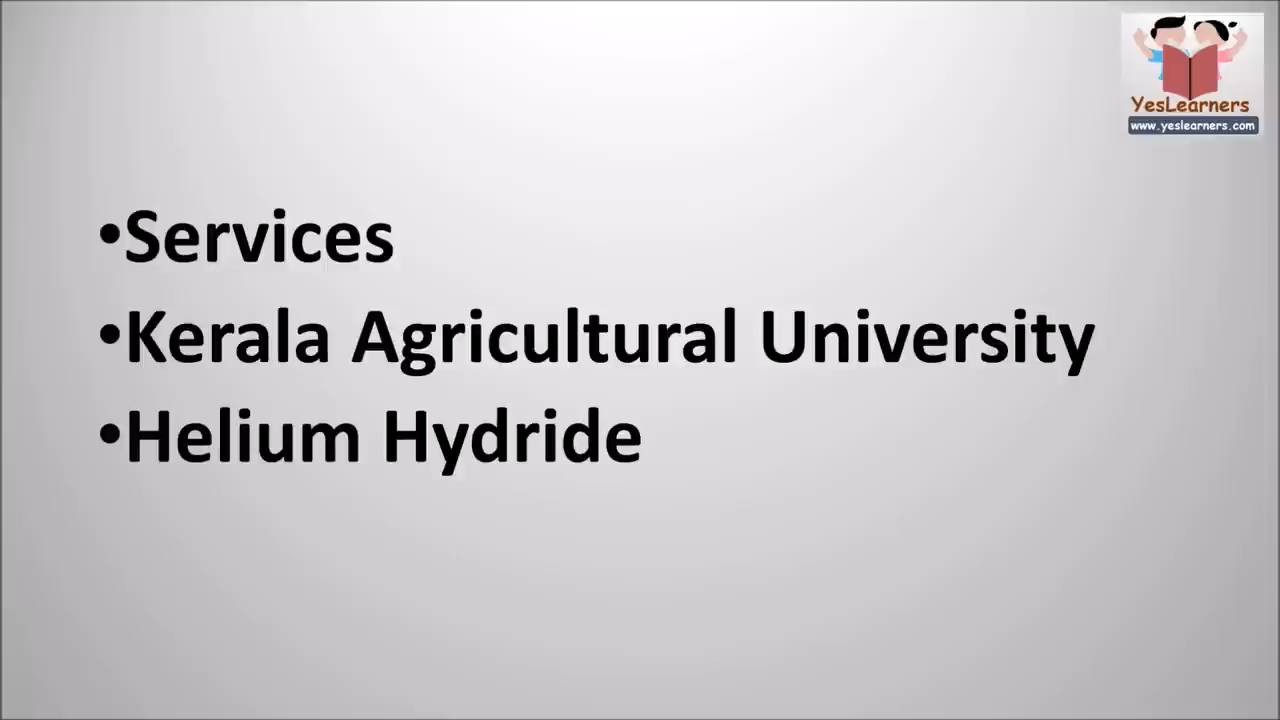 YesLearners
www.yeslearners.com
•Services
•Kerala Agricultural University
•Helium Hydride